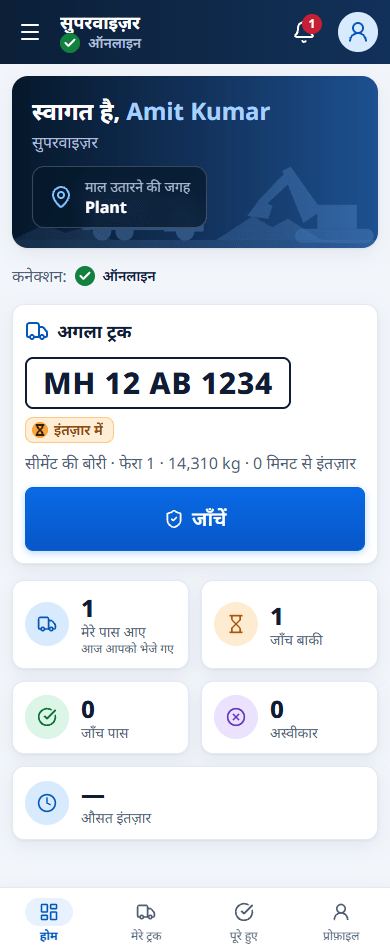 सुपरवाइज़र
ऑनलाइन
1
स्वागत है, Amit Kumar
सुपरवाइज़र
माल उतारने की जगह
Plant
कनेक्शन: ऑनलाइन
अगला ट्रक
MH 12 AB 1234
इंतज़ार में
सीमेंट की बोरी · फेरा 1 · 14,310 kg · 0 मिनट से इंतज़ार
जाँचें
1
मेरे पास आए
आज आपको भेजे गए
1
जाँच बाकी
0
जाँच पास
0
अस्वीकार
—
औसत इंतज़ार
होम
मेरे ट्रक
पूरे हुए
प्रोफ़ाइल